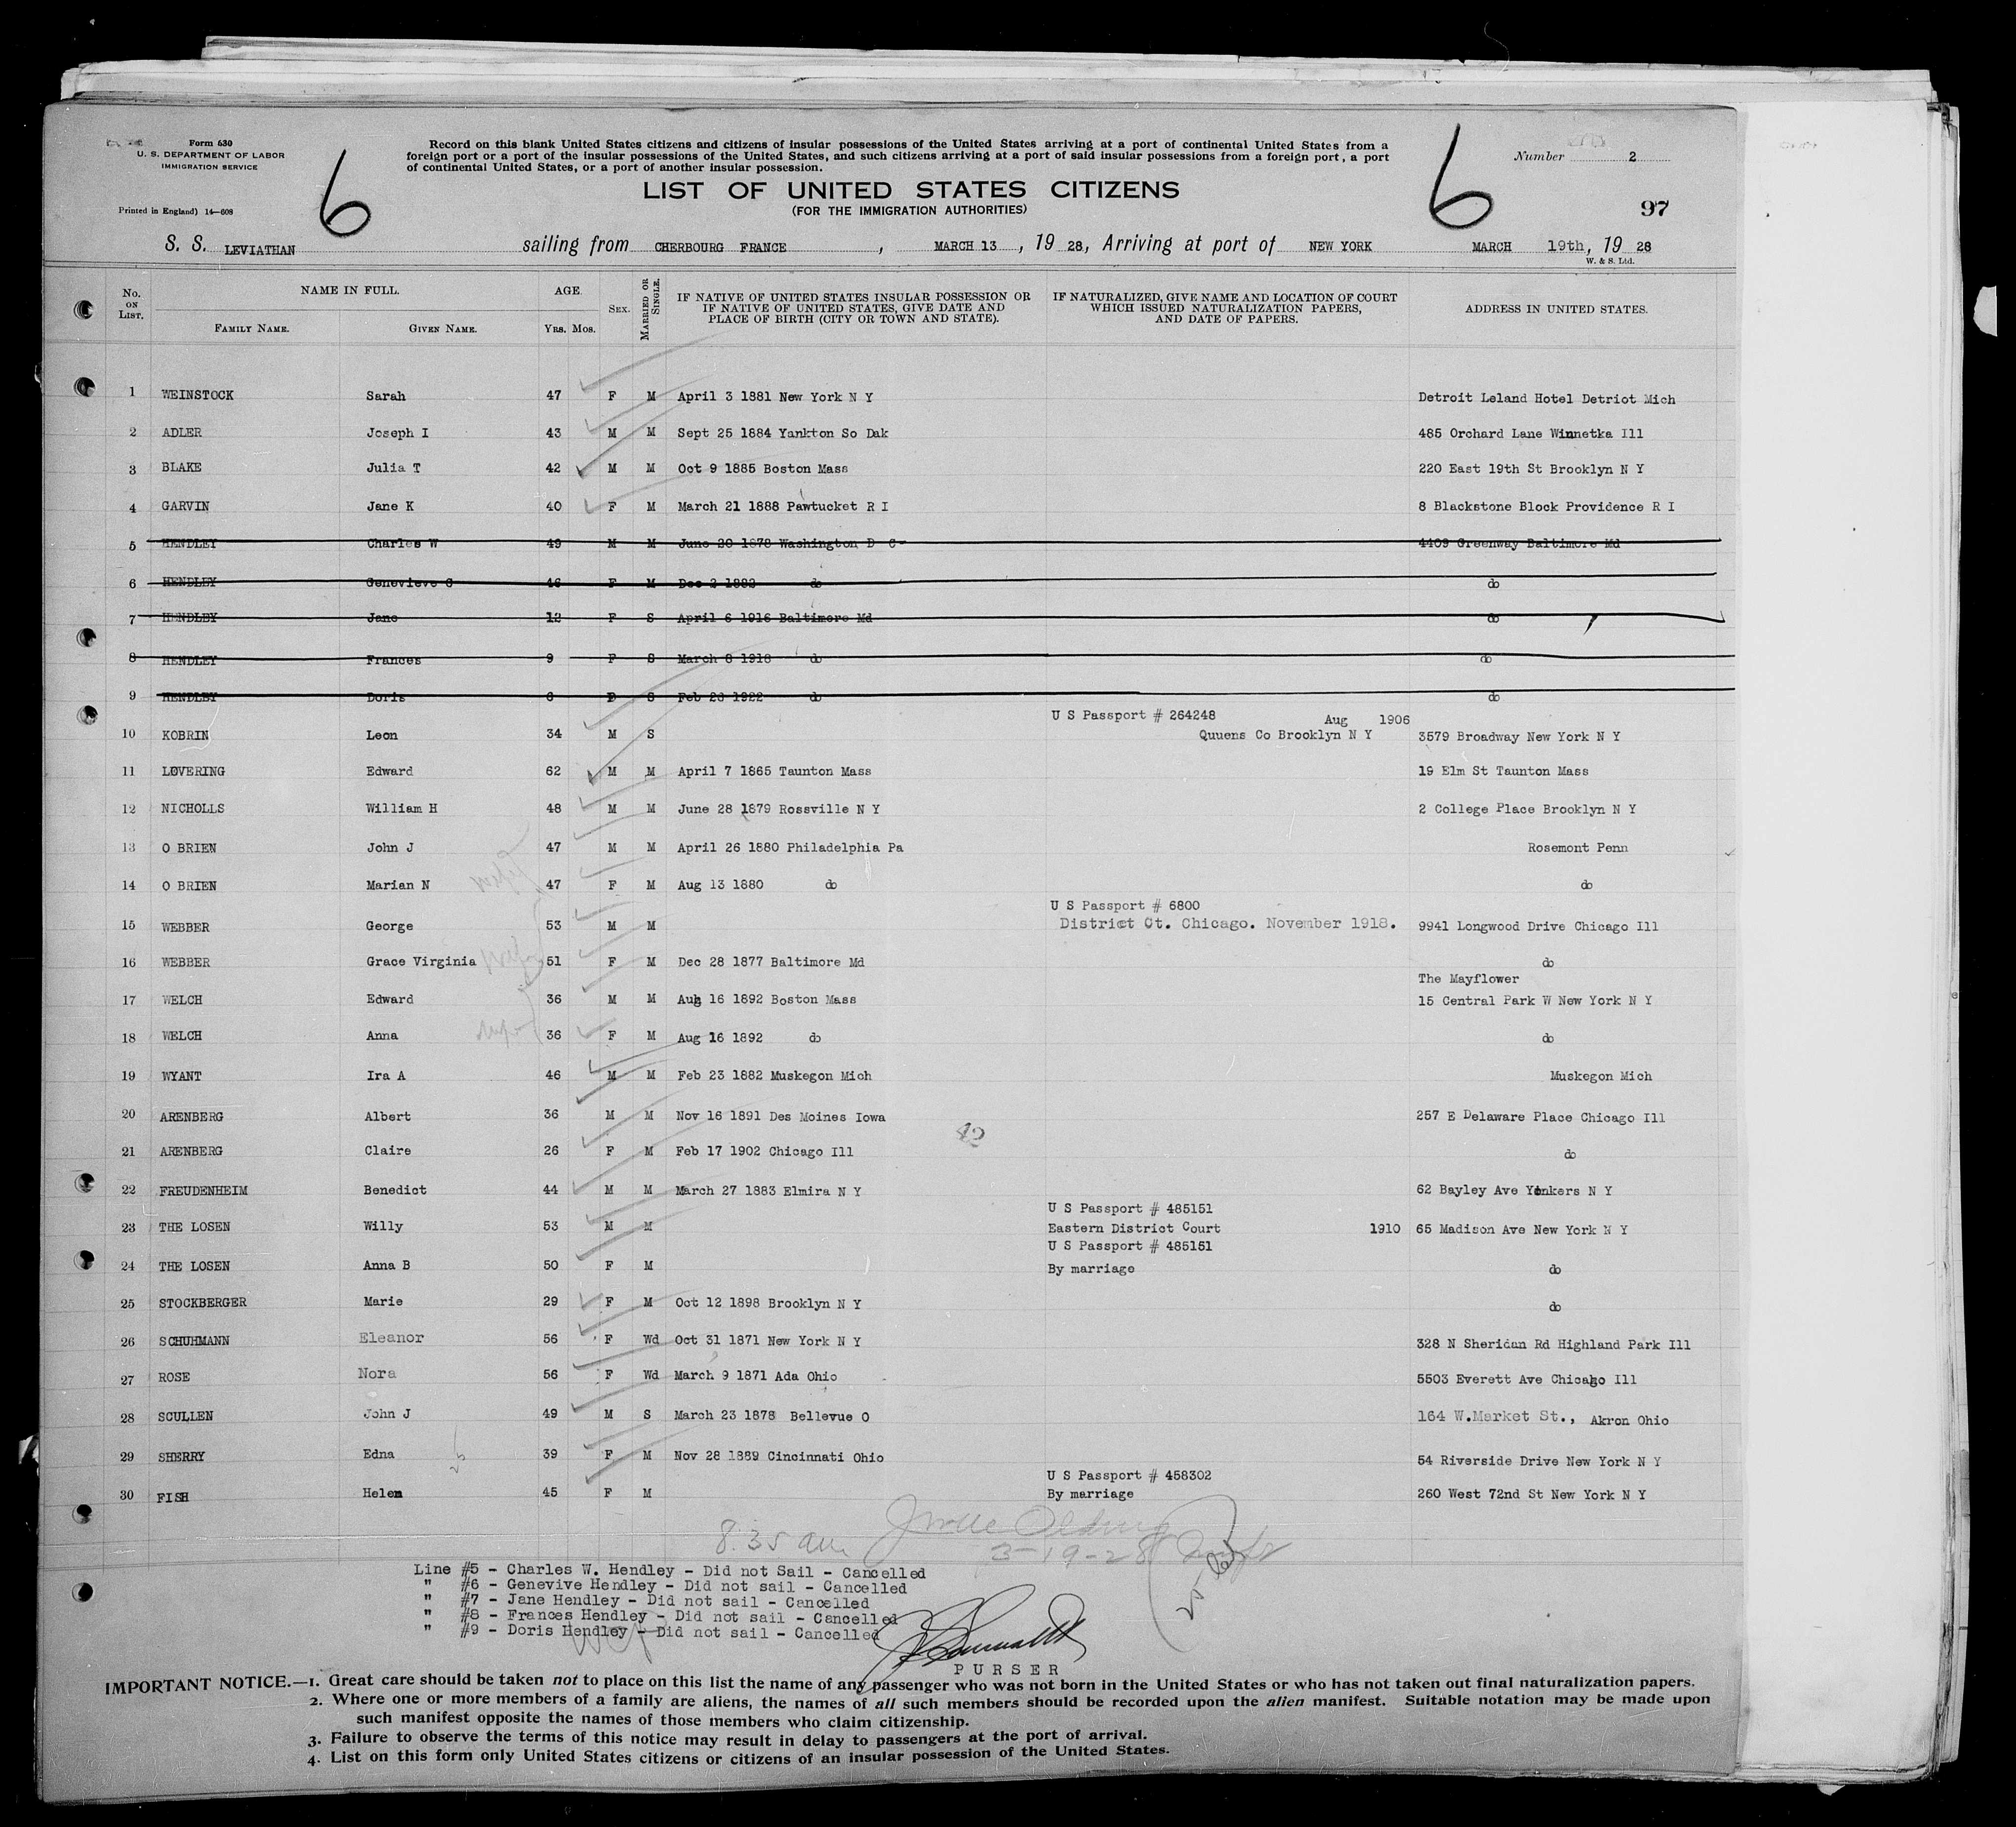 Form 630
U. S. DEPARTMENT OF LABOR
IMMIGRATION SERVICE
Printed in England) 14—608
6
Record on this blank United States citizens and citizens of insular possessions of the United States arriving at a port of continental United States from a
foreign port or a port of the insular possessions of the United States, and such citizens arriving at a port of said insular possessions from a foreign port, a port
of continental United States, or a port of another insular possession.
LIST OF UNITED STATES CITIZENS
(FOR THE IMMIGRATION AUTHORITIES)
6
Number 2
97
S. S. LEVIATHAN sailing from CHERBOURG FRANCE, MARCH 13, 19 28, Arriving at port of NEW YORK MARCH 19th, 19 28
W. & S. Ltd.
No. ON LIST. NAME IN FULL. FAMILY NAME. GIVEN NAME. AGE. YRS. MOS. SEX. MARRIED OR SINGLE. IF NATIVE OF UNITED STATES INSULAR POSSESSION OR IF NATIVE OF UNITED STATES, GIVE DATE AND PLACE OF BIRTH (CITY OR TOWN AND STATE). IF NATURALIZED, GIVE NAME AND LOCATION OF COURT WHICH ISSUED NATURALIZATION PAPERS, AND DATE OF PAPERS. ADDRESS IN UNITED STATES.
1 WEINSTOCK Sarah 47 F M April 3 1881 New York N Y Detroit Leland Hotel Detriot Mich
2 ADLER Joseph I 43 M M Sept 25 1884 Yankton So Dak 485 Orchard Lane Winnetka Ill
3 BLAKE Julia T 42 M M Oct 9 1885 Boston Mass 220 East 19th St Brooklyn N Y
4 GARVIN Jane K 40 F M March 21 1888 Pawtucket R I 8 Blackstone Block Providence R I
5 HENDLEY Charles W 49 M M June 20 1878 Washington D C 4409 Greenway Baltimore Md
6 HENDLEY Genevieve G 46 F M Dec 2 1882 do do
7 HENDLEY Jane 12 F S April 6 1916 Baltimore Md do
8 HENDLEY Frances 9 F S March 8 1918 do do
9 HENDLEY Doris 6 S Feb 23 1922 do do
U S Passport # 264248 Aug 1906
10 KOBRIN Leon 34 M S Quuens Co Brooklyn N Y 3579 Broadway New York N Y
11 LOVERING Edward 62 M M April 7 1865 Taunton Mass 19 Elm St Taunton Mass
12 NICHOLLS William H 48 M M June 28 1879 Rossville N Y 2 College Place Brooklyn N Y
13 O BRIEN John J 47 M M April 26 1880 Philadelphia Pa Rosemont Penn
14 O BRIEN Marian N 47 F M Aug 13 1880 do do
U S Passport # 6800
15 WEBBER George 53 M M District Ct. Chicago. November 1918. 9941 Longwood Drive Chicago Ill
16 WEBBER Grace Virginia 51 F M Dec 28 1877 Baltimore Md do
The Mayflower
17 WELCH Edward 36 M M Aug 16 1892 Boston Mass 15 Central Park W New York N Y
18 WELCH Anna 36 F M Aug 16 1892 do do
19 WYANT Ira A 46 M M Feb 23 1882 Muskegon Mich Muskegon Mich
20 ARENBERG Albert 36 M M Nov 16 1891 Des Moines Iowa 257 E Delaware Place Chicago Ill
21 ARENBERG Claire 26 F M Feb 17 1902 Chicago Ill do
22 FREUDENHEIM Benedict 44 M M March 27 1883 Elmira N Y 62 Bayley Ave Yonkers N Y
U S Passport # 485151
23 THE LOSEN Willy 53 M M Eastern District Court 1910 65 Madison Ave New York N Y
U S Passport # 485151
24 THE LOSEN Anna B 50 F M By marriage do
25 STOCKBERGER Marie 29 F M Oct 12 1898 Brooklyn N Y do
26 SCHUHMANN Eleanor 56 F Wd Oct 31 1871 New York N Y 328 N Sheridan Rd Highland Park Ill
27 ROSE Nora 56 F Wd March 9 1871 Ada Ohio 5503 Everett Ave Chicago Ill
28 SCULLEN John J 49 M S March 23 1878 Bellevue O 164 W.Market St., Akron Ohio
29 SHERRY Edna 39 F M Nov 28 1889 Cincinnati Ohio 54 Riverside Drive New York N Y
U S Passport # 458302
30 FISH Helen 45 F M By marriage 260 West 72nd St New York N Y
8.35 am
3-19-28
Line #5 - Charles W. Hendley - Did not Sail - Cancelled
" #6 - Genevive Hendley - Did not sail - Cancelled
" #7 - Jane Hendley - Did not sail - Cancelled
" #8 - Frances Hendley - Did not sail - Cancelled
" #9 - Doris Hendley - Did not sail - Cancelled
PURSER
IMPORTANT NOTICE.—1. Great care should be taken not to place on this list the name of any passenger who was not born in the United States or who has not taken out final naturalization papers.
2. Where one or more members of a family are aliens, the names of all such members should be recorded upon the alien manifest. Suitable notation may be made upon
such manifest opposite the names of those members who claim citizenship.
3. Failure to observe the terms of this notice may result in delay to passengers at the port of arrival.
4. List on this form only United States citizens or citizens of an insular possession of the United States.